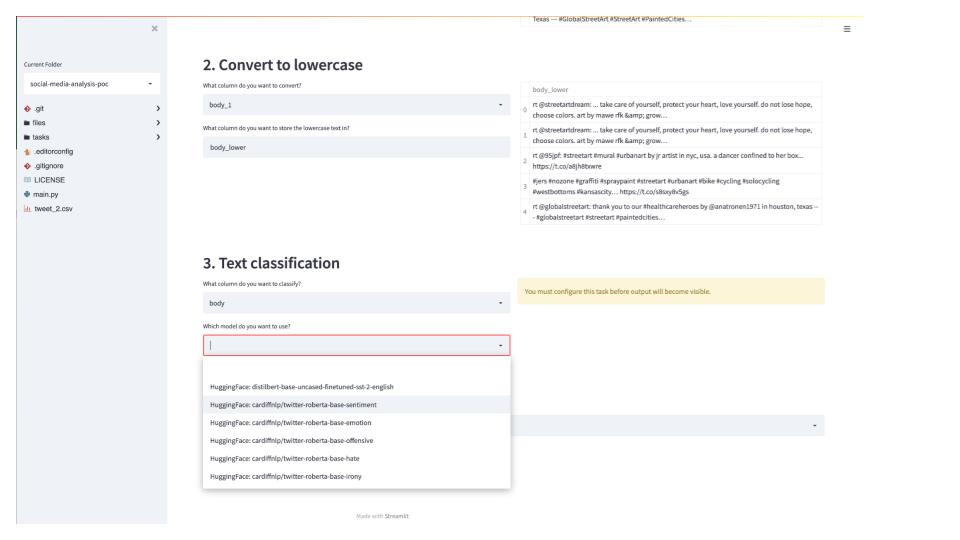 Texas --- #GlobalStreetArt #StreetArt #PaintedCities…
Current Folder
social-media-analysis-poc
.git
files
tasks
.editorconfig
.gitignore
LICENSE
main.py
tweet_2.csv
2. Convert to lowercase
What column do you want to convert?
body_1
What column do you want to store the lowercase text in?
body_lower
body_lower
0 rt @streetartdream: ... take care of yourself, protect your heart, love yourself. do not lose hope,
choose colors. art by mawe rfk &amp; grow…
1 rt @streetartdream: ... take care of yourself, protect your heart, love yourself. do not lose hope,
choose colors. art by mawe rfk &amp; grow…
2 rt @95jpf: #streetart #mural #urbanart by jr artist in nyc, usa. a dancer confined to her box...
https://t.co/a8jh8txwre
3 #jers #nozone #graffiti #spraypaint #streetart #urbanart #bike #cycling #solocycling
#westbottoms #kansascity… https://t.co/s8sxy8v5gs
4 rt @globalstreetart: thank you to our #healthcareheroes by @anatronen1971 in houston, texas --
- #globalstreetart #streetart #paintedcities…
3. Text classification
What column do you want to classify?
body
Which model do you want to use?
HuggingFace: distilbert-base-uncased-finetuned-sst-2-english
HuggingFace: cardiffnlp/twitter-roberta-base-sentiment
HuggingFace: cardiffnlp/twitter-roberta-base-emotion
HuggingFace: cardiffnlp/twitter-roberta-base-offensive
HuggingFace: cardiffnlp/twitter-roberta-base-hate
HuggingFace: cardiffnlp/twitter-roberta-base-irony
You must configure this task before output will become visible.
Made with Streamlit